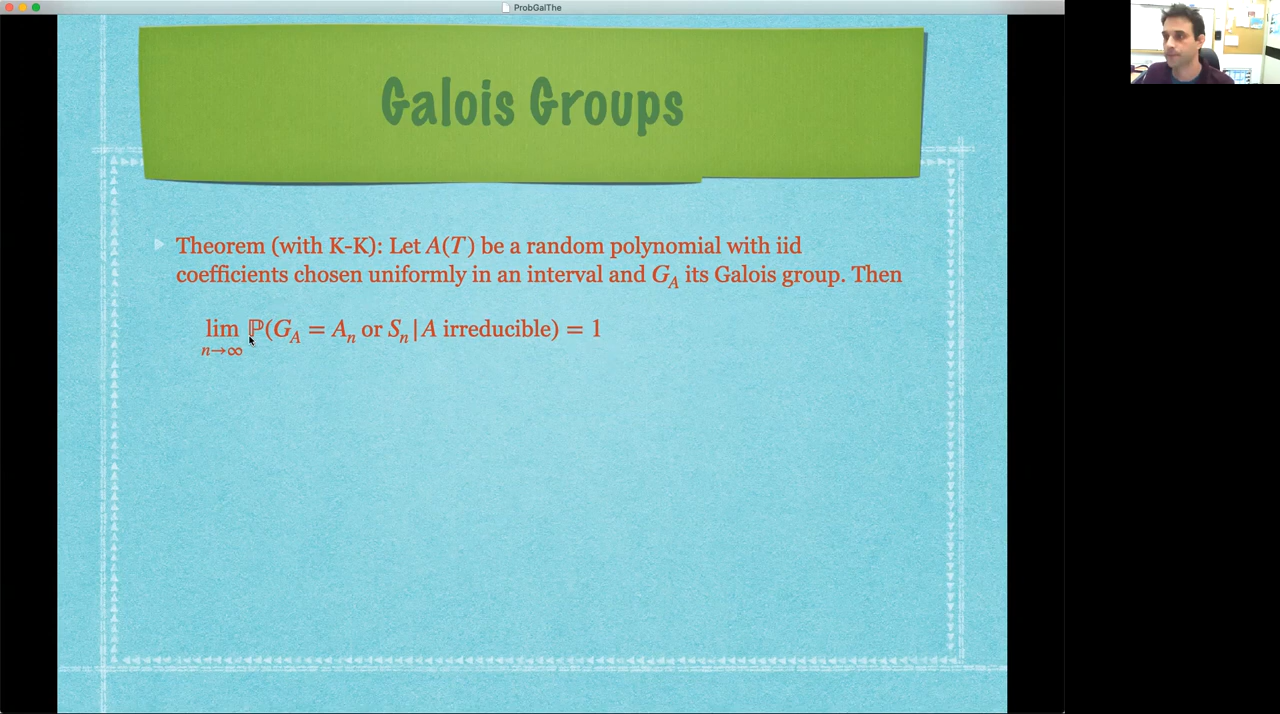 ProbGalThe
Galois Groups
Theorem (with K-K): Let A(T) be a random polynomial with iid
coefficients chosen uniformly in an interval and G_A its Galois group. Then
lim_{n→∞} ℙ(G_A = A_n or S_n | A irreducible) = 1